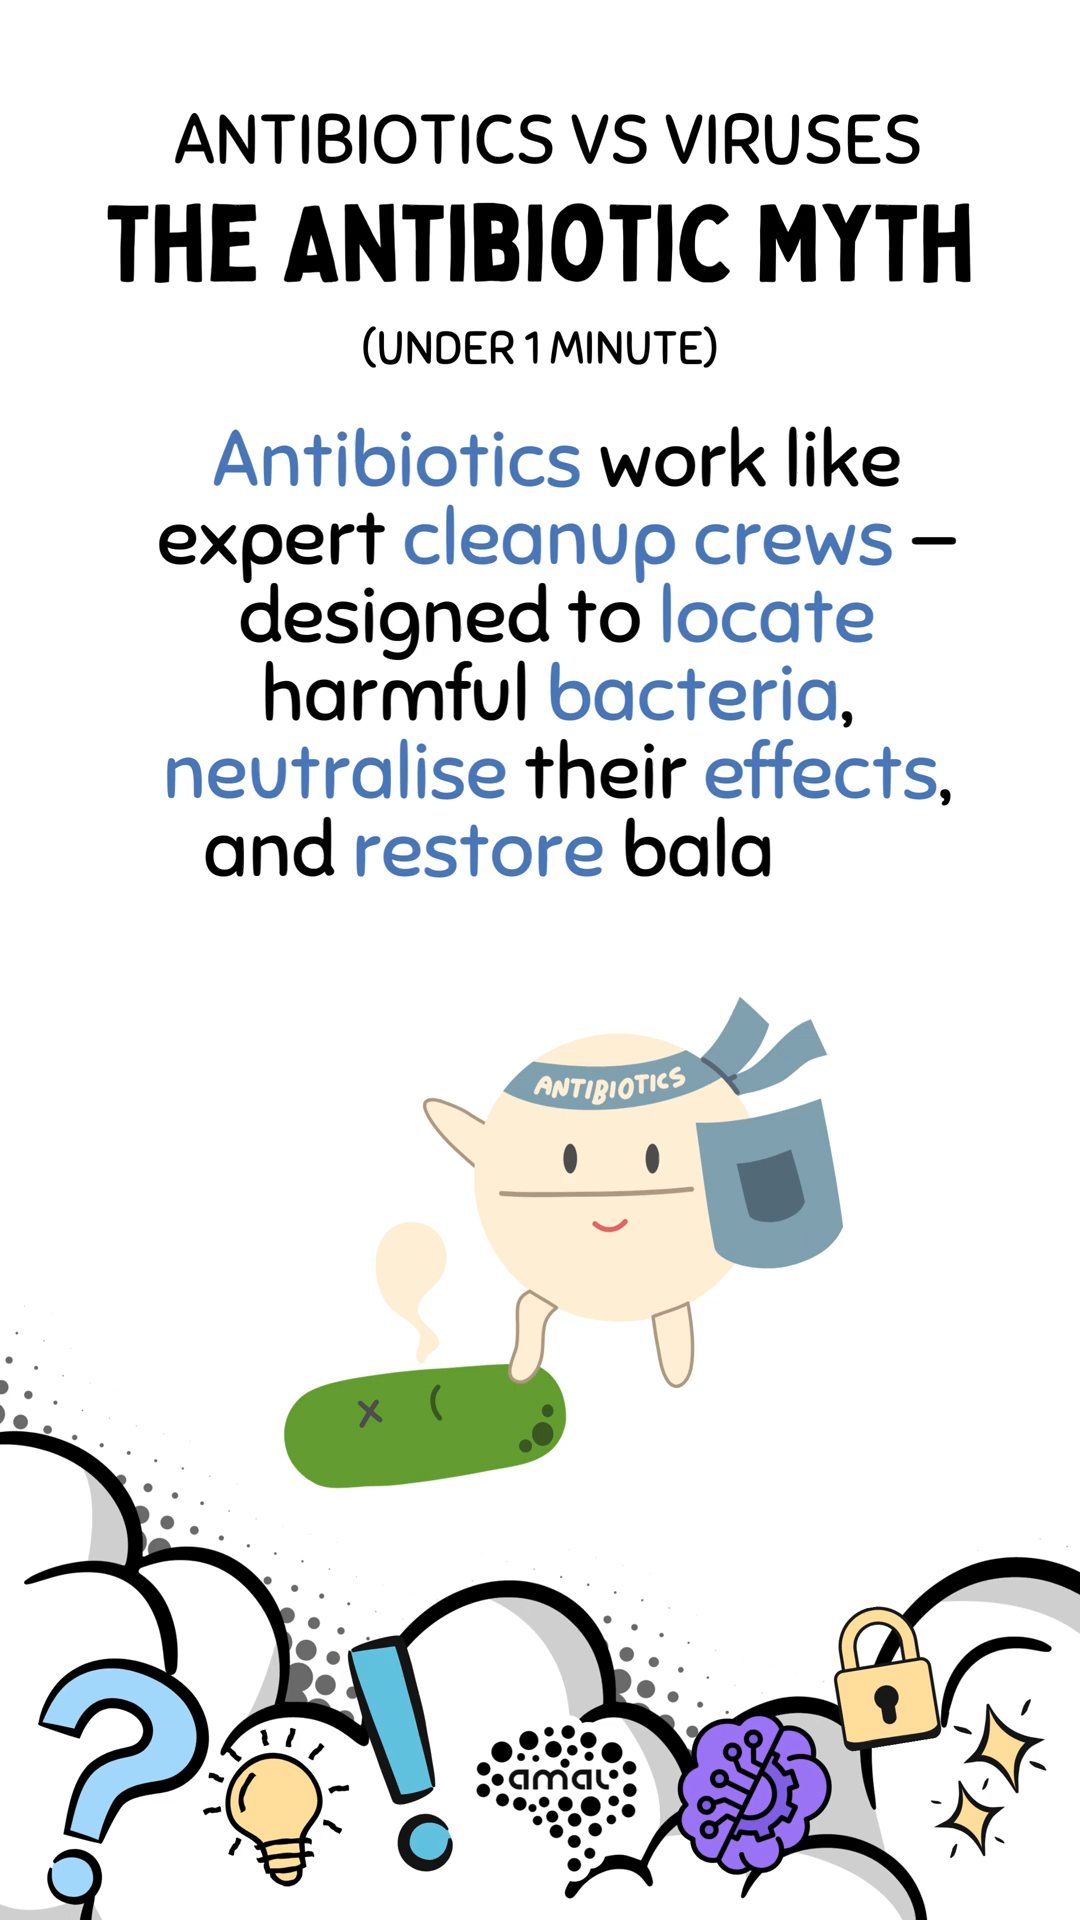 ANTIBIOTICS VS VIRUSES
THE ANTIBIOTIC MYTH
(UNDER 1 MINUTE)
Antibiotics work like
expert cleanup crews –
designed to locate
harmful bacteria,
neutralise their effects,
and restore bala
ANTIBIOTICS
amal